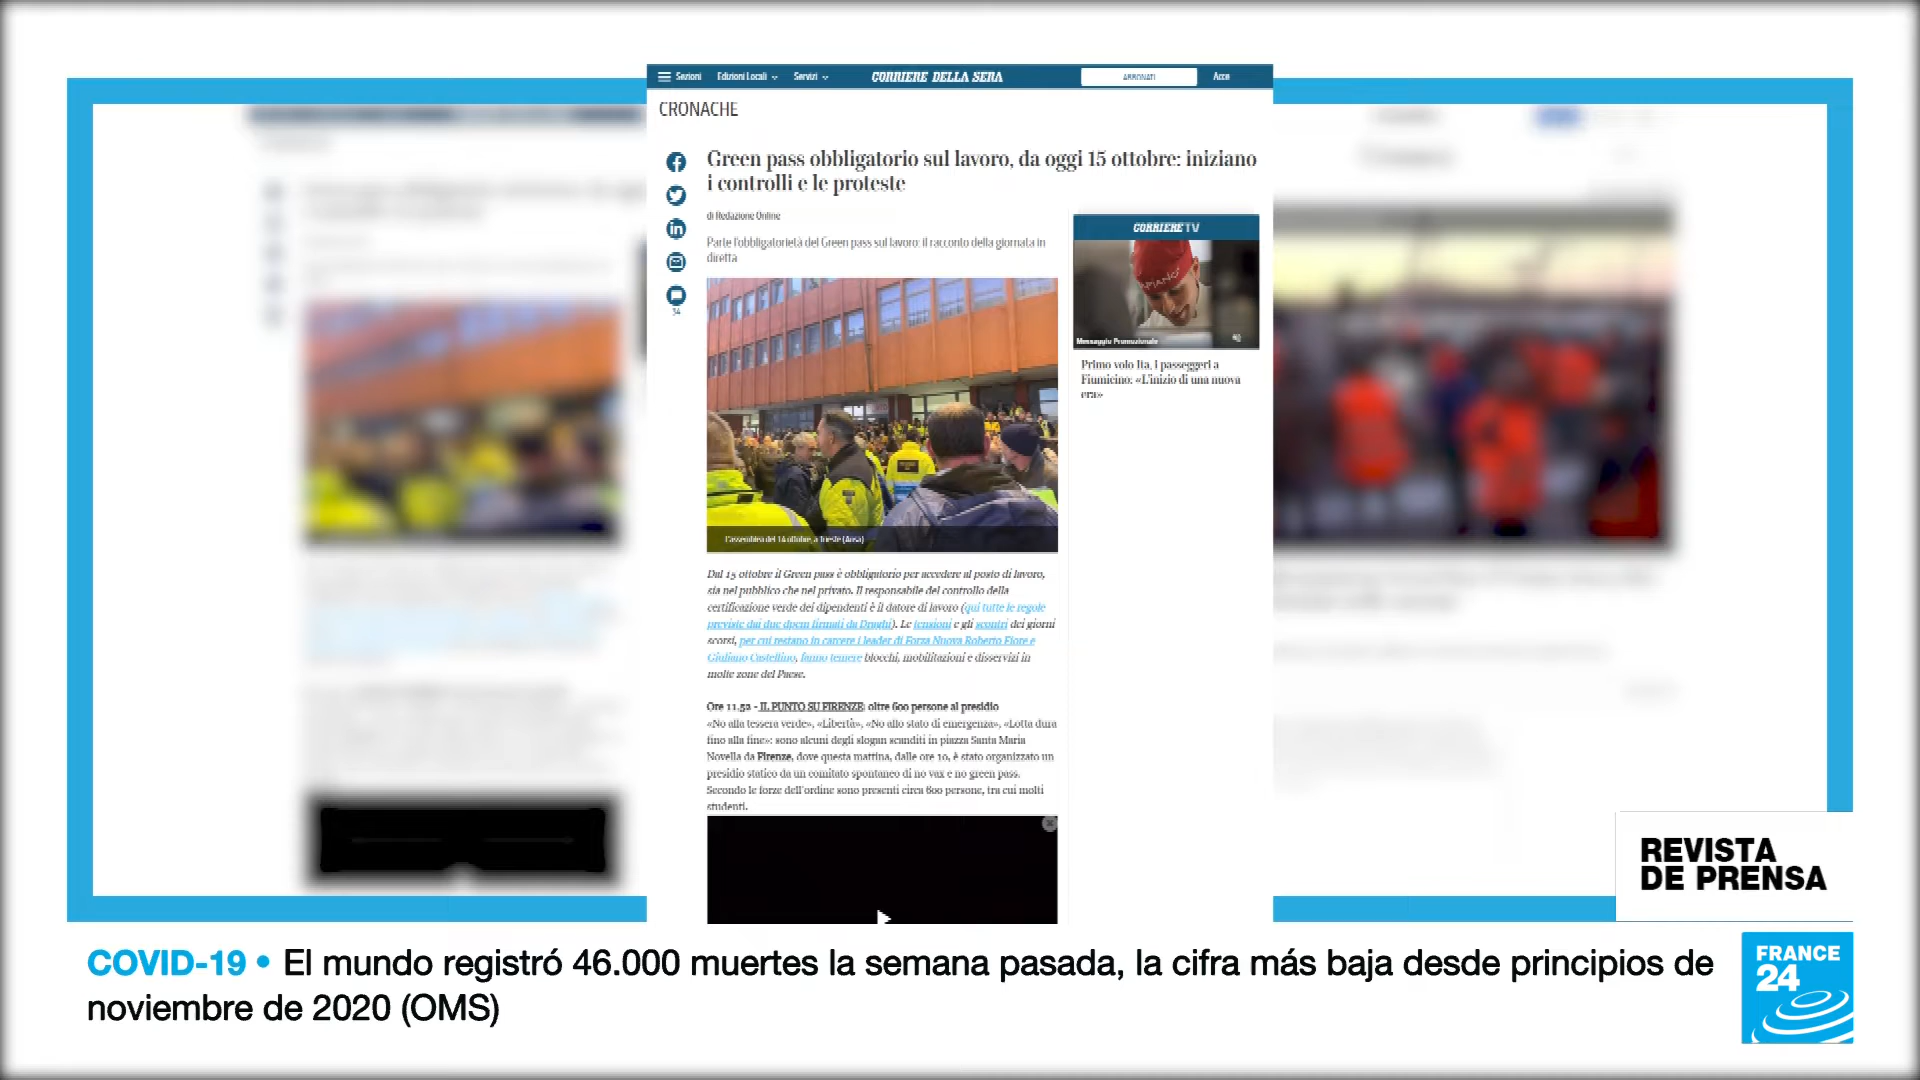 Sezioni Edizioni Locali Servizi CORRIERE DELLA SERA ABBONATI Acce
CRONACHE
Green pass obbligatorio sul lavoro, da oggi 15 ottobre: iniziano
i controlli e le proteste
di Redazione Online
Parte l'obbligatorietà del Green pass sul lavoro: il racconto della giornata in
diretta
34
L'assemblea del 14 ottobre, a Trieste (Ansa)
CORRIERE TV
Messaggio Promozionale
Primo volo Ita, i passeggeri a
Fiumicino: «L'inizio di una nuova
era»
Dal 15 ottobre il Green pass è obbligatorio per accedere al posto di lavoro,
sia nel pubblico che nel privato. Il responsabile del controllo della
certificazione verde dei dipendenti è il datore di lavoro (qui tutte le regole
previste dai due dpcm firmati da Draghi). Le tensioni e gli scontri dei giorni
scorsi, per cui restano in carcere i leader di Forza Nuova Roberto Fiore e
Giuliano Castellino, fanno temere blocchi, mobilitazioni e disservizi in
molte zone del Paese.
Ore 11.52 - IL PUNTO SU FIRENZE: oltre 600 persone al presidio
«No alla tessera verde», «Libertà», «No allo stato di emergenza», «Lotta dura
fino alla fine»: sono alcuni degli slogan scanditi in piazza Santa Maria
Novella da Firenze, dove questa mattina, dalle ore 10, è stato organizzato un
presidio statico da un comitato spontaneo di no vax e no green pass.
Secondo le forze dell'ordine sono presenti circa 600 persone, tra cui molti
studenti.
REVISTA
DE PRENSA
COVID-19 • El mundo registró 46.000 muertes la semana pasada, la cifra más baja desde principios de
noviembre de 2020 (OMS)
FRANCE
24